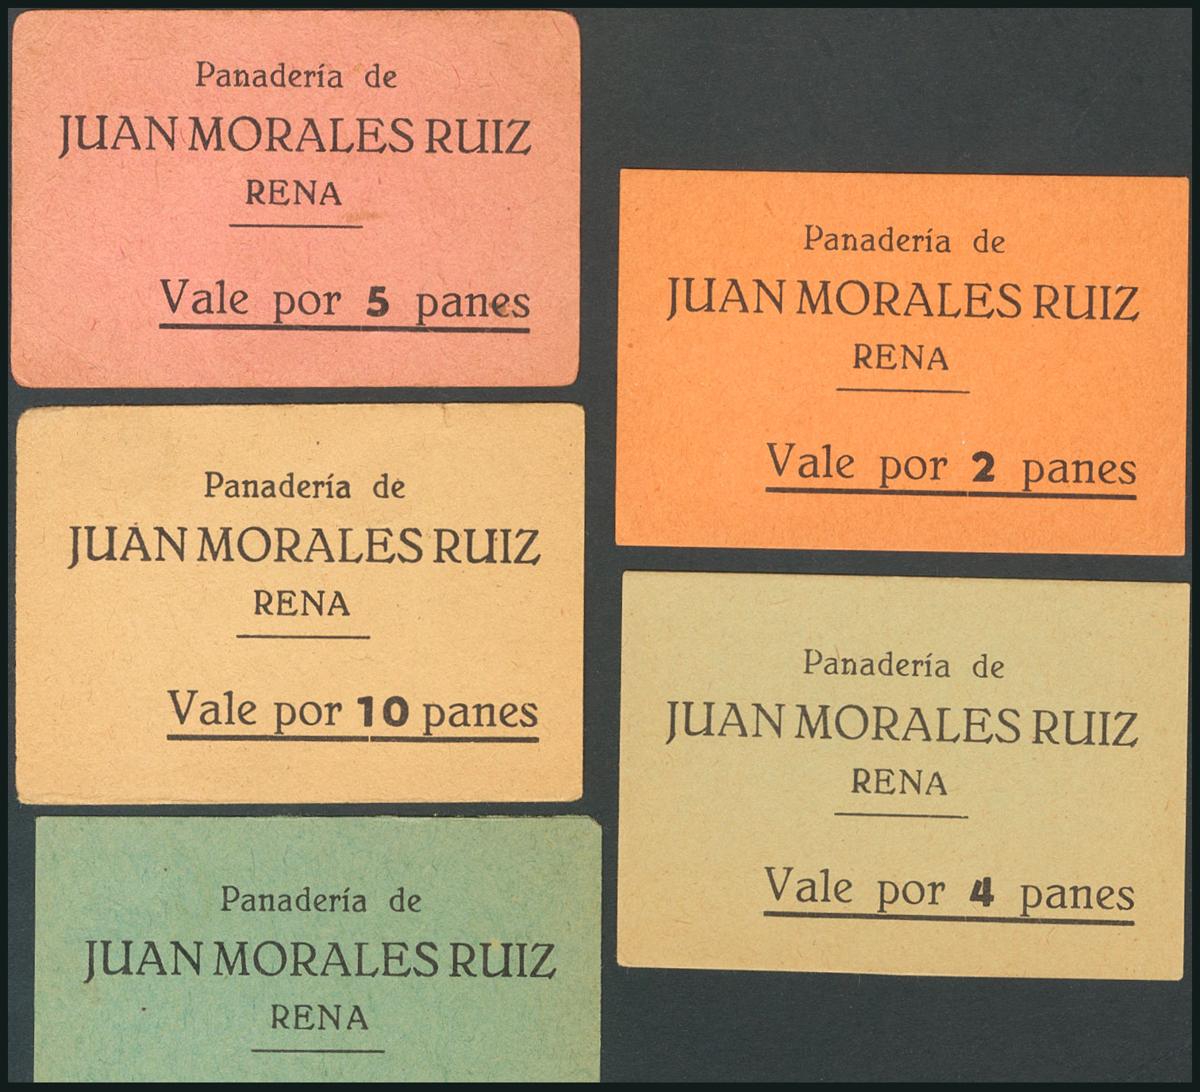 Panadería de
JUAN MORALES RUIZ
RENA
Vale por 5 panes
Panadería de
JUAN MORALES RUIZ
RENA
Vale por 10 panes
Panadería de
JUAN MORALES RUIZ
RENA
Panadería de
JUAN MORALES RUIZ
RENA
Vale por 2 panes
Panadería de
JUAN MORALES RUIZ
RENA
Vale por 4 panes